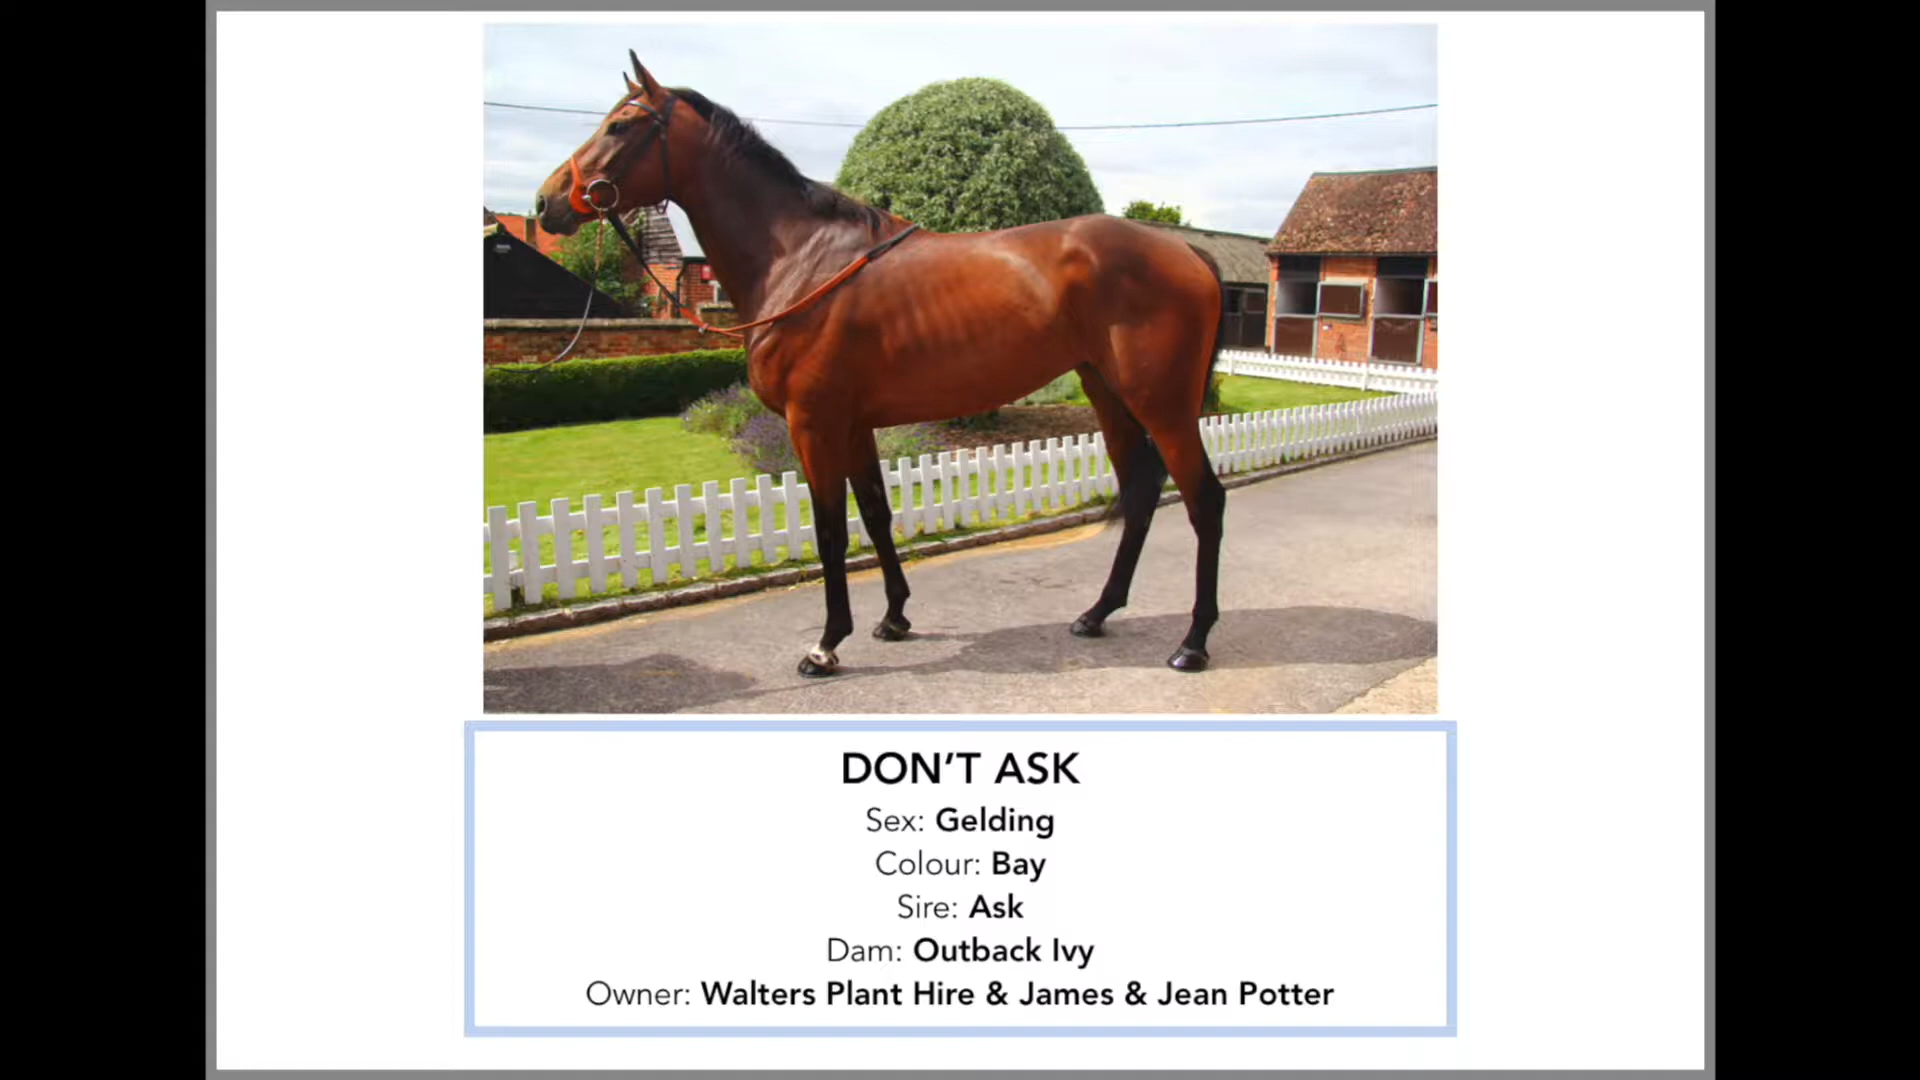 DON’T ASK
Sex: Gelding
Colour: Bay
Sire: Ask
Dam: Outback Ivy
Owner: Walters Plant Hire & James & Jean Potter